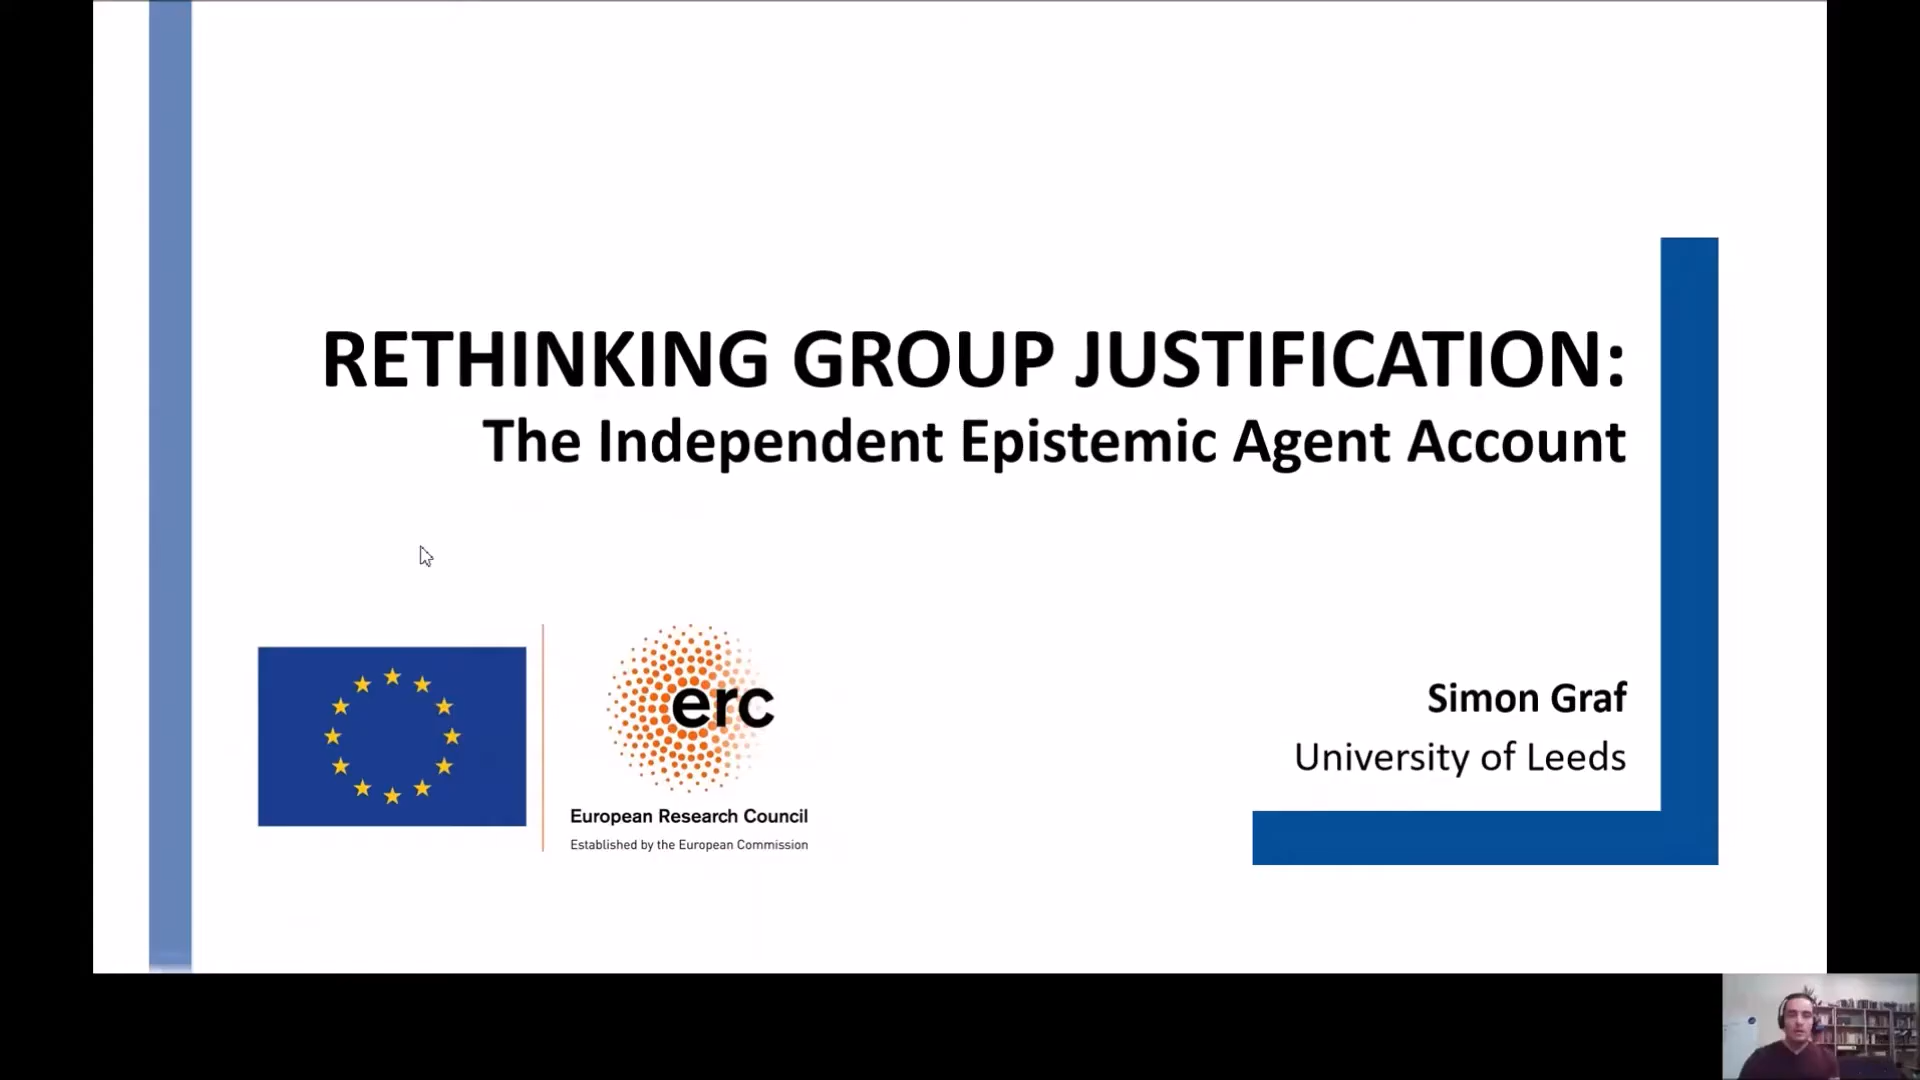 RETHINKING GROUP JUSTIFICATION:
The Independent Epistemic Agent Account
erc
European Research Council
Established by the European Commission
Simon Graf
University of Leeds